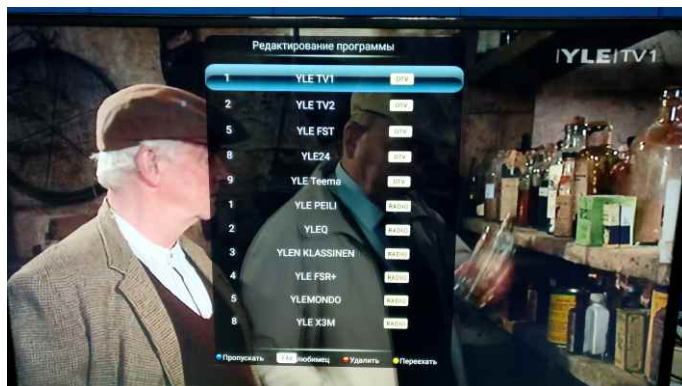 Редактирование программы
YLE TV1
1 YLE TV1 DTV
2 YLE TV2 DTV
5 YLE FST DTV
8 YLE24 DTV
9 YLE Teema DTV
1 YLE PEILI RADIO
2 YLEQ RADIO
3 YLEN KLASSINEN RADIO
4 YLE FSR+ RADIO
5 YLEMONDO RADIO
8 YLE X3M RADIO
Пропускать любимец Удалить Переехать